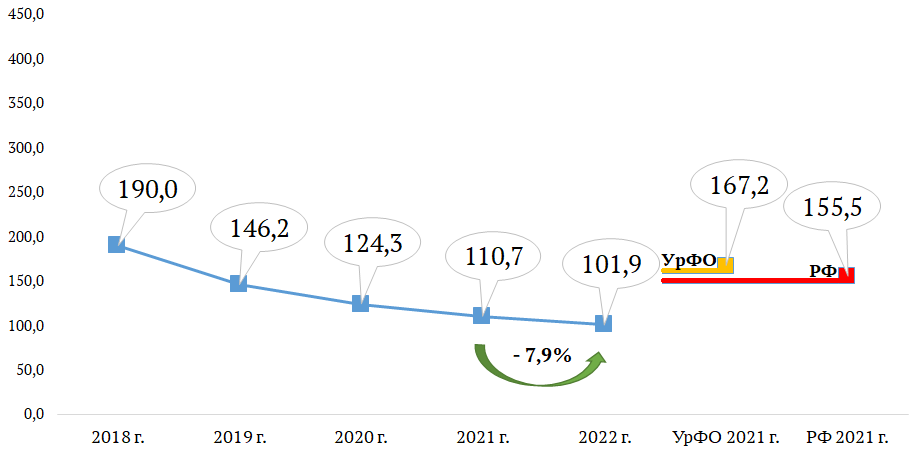 450,0
400,0
350,0
300,0
250,0
200,0
150,0
100,0
50,0
0,0
190,0
146,2
124,3
110,7
101,9
167,2
155,5
УрФО
РФ
- 7,9%
2018 г.
2019 г.
2020 г.
2021 г.
2022 г.
УрФО 2021 г.
РФ 2021 г.